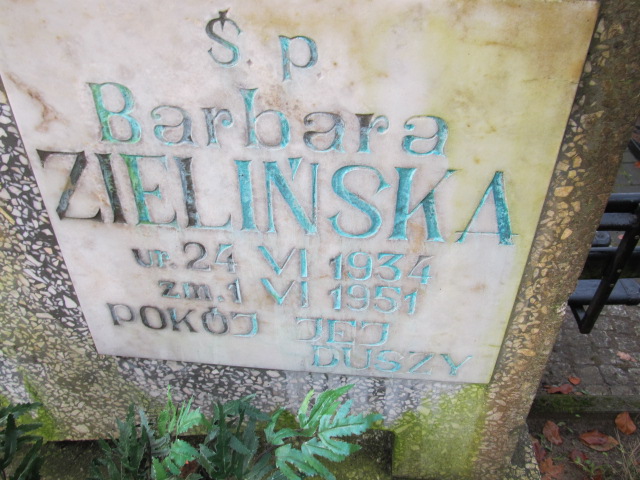 Ś. p.
Barbara
ZIELIŃSKA
ur. 24 VI 1934
zm. 1 VI 1951
POKÓJ JEJ
DUSZY